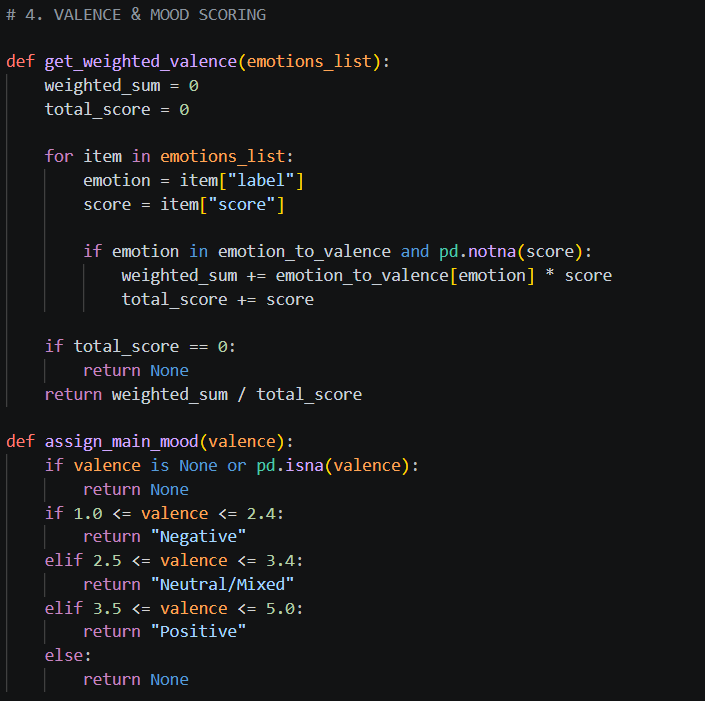 # 4. VALENCE & MOOD SCORING

def get_weighted_valence(emotions_list):
    weighted_sum = 0
    total_score = 0

    for item in emotions_list:
        emotion = item["label"]
        score = item["score"]

        if emotion in emotion_to_valence and pd.notna(score):
            weighted_sum += emotion_to_valence[emotion] * score
            total_score += score

    if total_score == 0:
        return None
    return weighted_sum / total_score

def assign_main_mood(valence):
    if valence is None or pd.isna(valence):
        return None
    if 1.0 <= valence <= 2.4:
        return "Negative"
    elif 2.5 <= valence <= 3.4:
        return "Neutral/Mixed"
    elif 3.5 <= valence <= 5.0:
        return "Positive"
    else:
        return None